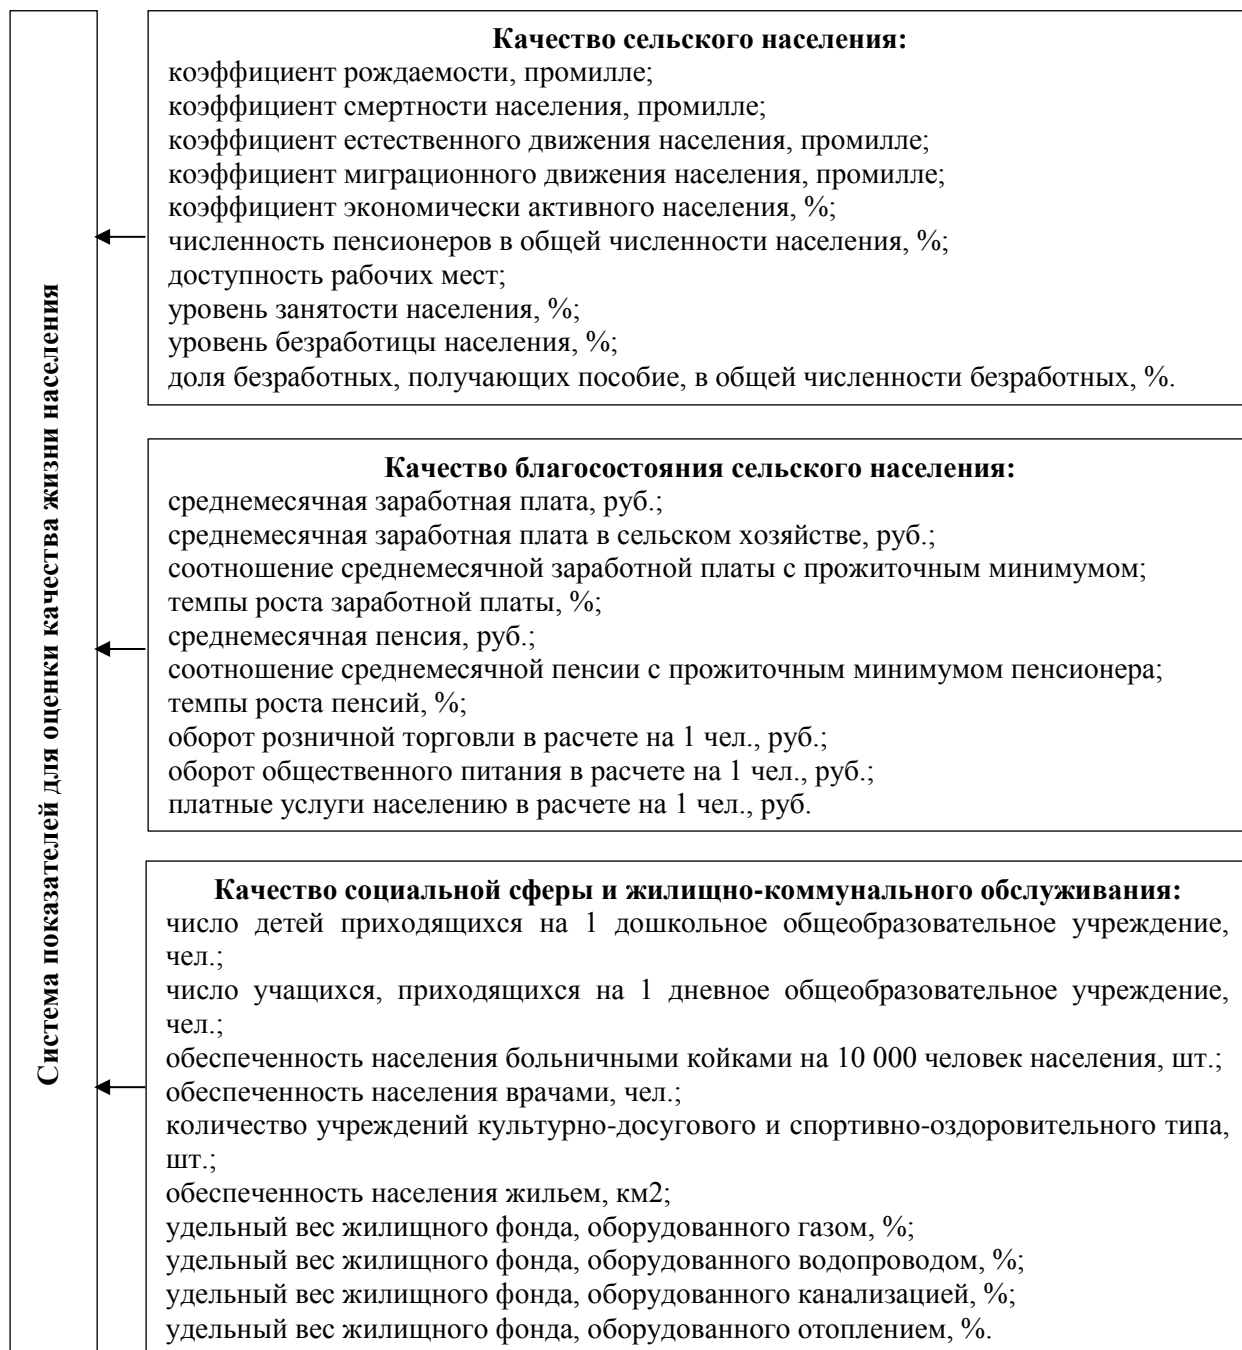 Система показателей для оценки качества жизни населения
Качество сельского населения:
коэффициент рождаемости, промилле;
коэффициент смертности населения, промилле;
коэффициент естественного движения населения, промилле;
коэффициент миграционного движения населения, промилле;
коэффициент экономически активного населения, %;
численность пенсионеров в общей численности населения, %;
доступность рабочих мест;
уровень занятости населения, %;
уровень безработицы населения, %;
доля безработных, получающих пособие, в общей численности безработных, %.
Качество благосостояния сельского населения:
среднемесячная заработная плата, руб.;
среднемесячная заработная плата в сельском хозяйстве, руб.;
соотношение среднемесячной заработной платы с прожиточным минимумом;
темпы роста заработной платы, %;
среднемесячная пенсия, руб.;
соотношение среднемесячной пенсии с прожиточным минимумом пенсионера;
темпы роста пенсий, %;
оборот розничной торговли в расчете на 1 чел., руб.;
оборот общественного питания в расчете на 1 чел., руб.;
платные услуги населению в расчете на 1 чел., руб.
Качество социальной сферы и жилищно-коммунального обслуживания:
число детей приходящихся на 1 дошкольное общеобразовательное учреждение,
чел.;
число учащихся, приходящихся на 1 дневное общеобразовательное учреждение,
чел.;
обеспеченность населения больничными койками на 10 000 человек населения, шт.;
обеспеченность населения врачами, чел.;
количество учреждений культурно-досугового и спортивно-оздоровительного типа,
шт.;
обеспеченность населения жильем, км2;
удельный вес жилищного фонда, оборудованного газом, %;
удельный вес жилищного фонда, оборудованного водопроводом, %;
удельный вес жилищного фонда, оборудованного канализацией, %;
удельный вес жилищного фонда, оборудованного отоплением, %.